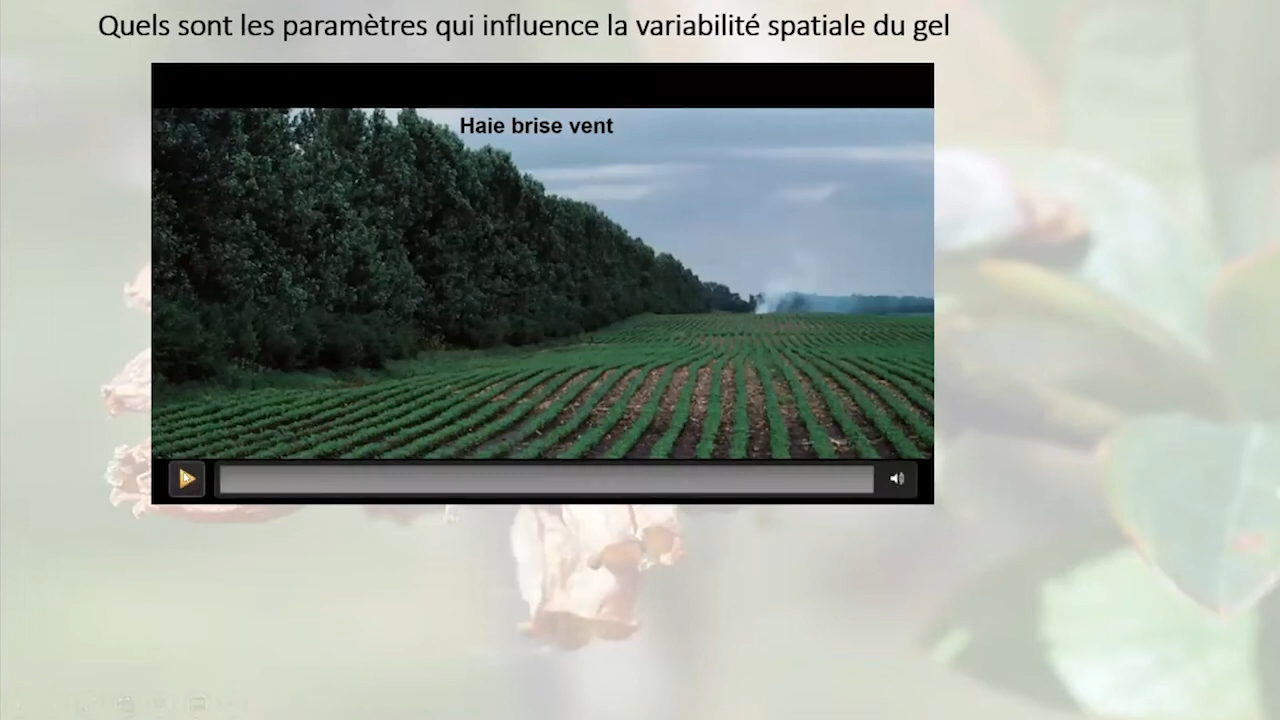 Quels sont les paramètres qui influence la variabilité spatiale du gel
Haie brise vent